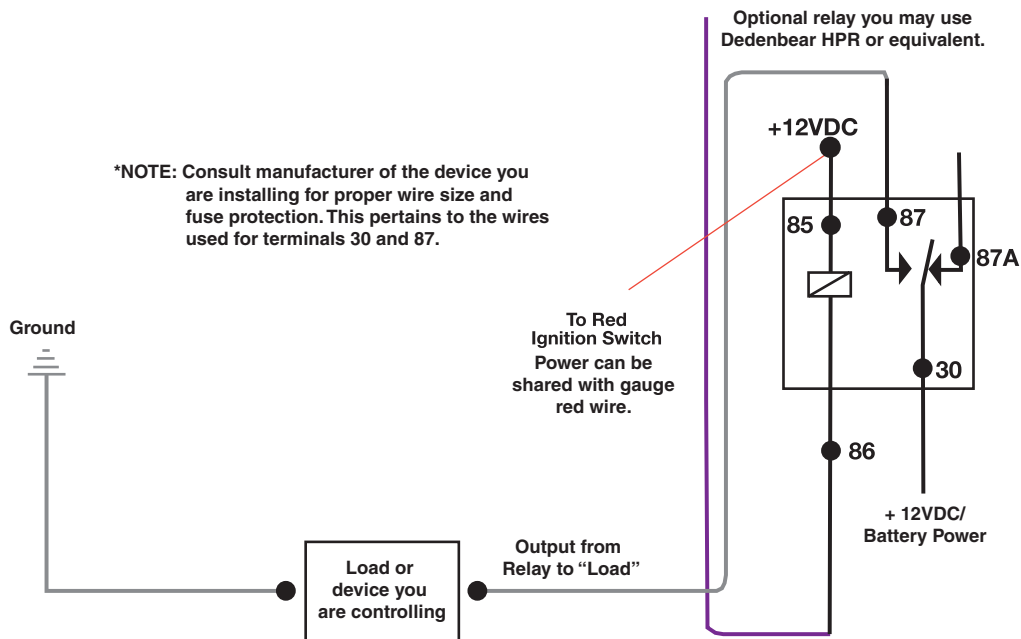 Optional relay you may use
Dedenbear HPR or equivalent.
+12VDC
*NOTE: Consult manufacturer of the device you
are installing for proper wire size and
fuse protection. This pertains to the wires
used for terminals 30 and 87.
85
87
87A
30
86
To Red
Ignition Switch
Power can be
shared with gauge
red wire.
Ground
+ 12VDC/
Battery Power
Output from
Relay to “Load”
Load or
device you
are controlling